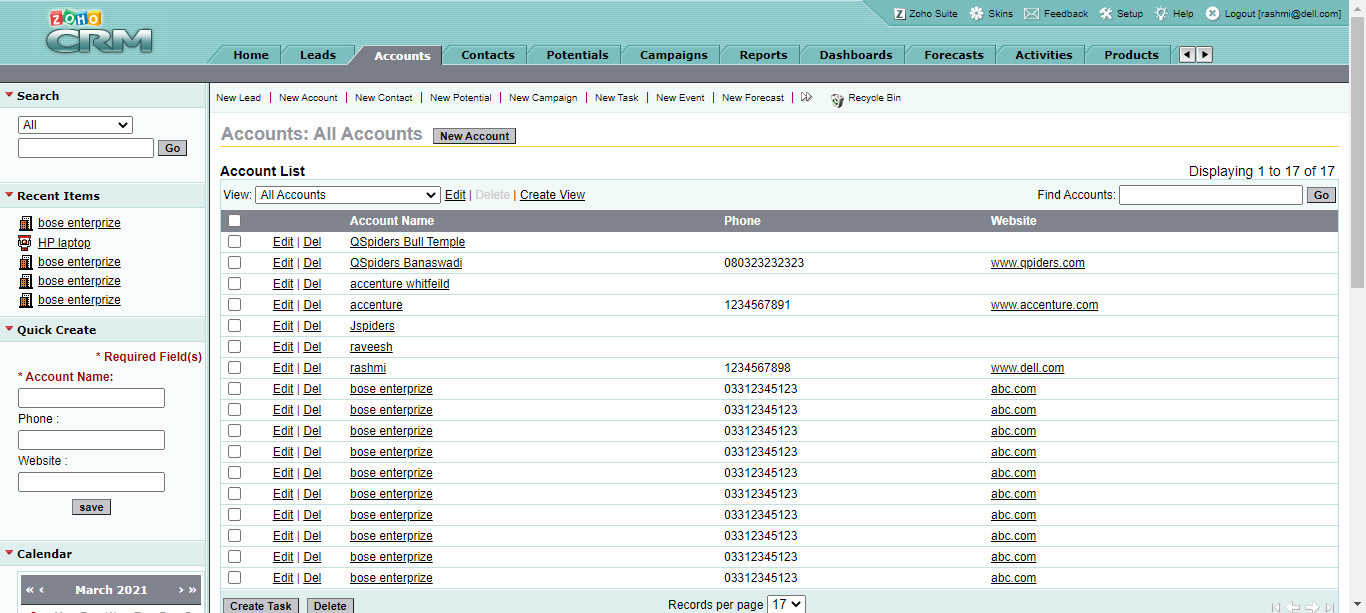 ZOHO
CRM
Zoho Suite Skins Feedback Setup Help Logout [rashmi@dell.com]
Home Leads Accounts Contacts Potentials Campaigns Reports Dashboards Forecasts Activities Products
Search
All
Go
Recent Items
bose enterprize
HP laptop
bose enterprize
bose enterprize
bose enterprize
Quick Create
* Required Field(s)
* Account Name:
Phone :
Website :
save
Calendar
« ‹ March 2021 › »
New Lead | New Account | New Contact | New Potential | New Campaign | New Task | New Event | New Forecast | Recycle Bin
Accounts: All Accounts New Account
Account List Displaying 1 to 17 of 17
View: All Accounts Edit | Delete | Create View Find Accounts: Go
Account Name Phone Website
Edit | Del QSpiders Bull Temple
Edit | Del QSpiders Banaswadi 080323232323 www.qpiders.com
Edit | Del accenture whitfeild
Edit | Del accenture 1234567891 www.accenture.com
Edit | Del Jspiders
Edit | Del raveesh
Edit | Del rashmi 1234567898 www.dell.com
Edit | Del bose enterprize 03312345123 abc.com
Edit | Del bose enterprize 03312345123 abc.com
Edit | Del bose enterprize 03312345123 abc.com
Edit | Del bose enterprize 03312345123 abc.com
Edit | Del bose enterprize 03312345123 abc.com
Edit | Del bose enterprize 03312345123 abc.com
Edit | Del bose enterprize 03312345123 abc.com
Edit | Del bose enterprize 03312345123 abc.com
Edit | Del bose enterprize 03312345123 abc.com
Edit | Del bose enterprize 03312345123 abc.com
Create Task Delete Records per page 17